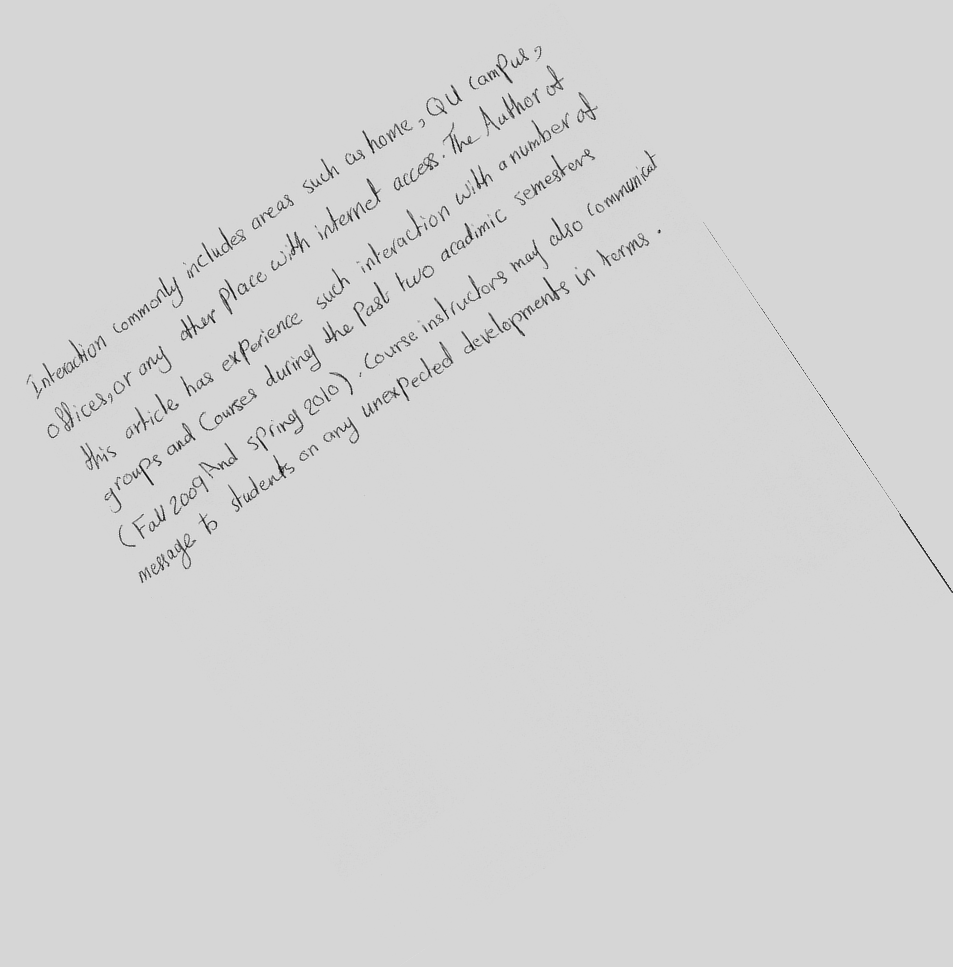 Interaction commonly includes areas such as home, QU campus,
offices, or any other place with internet access. The Author of
this article has experience such interaction with a number of
groups and Courses during the Past two acadimic semesters
(Fall 2009 And spring 2010). Course instructors may also communicat
message to students on any unexpected developments in terms.